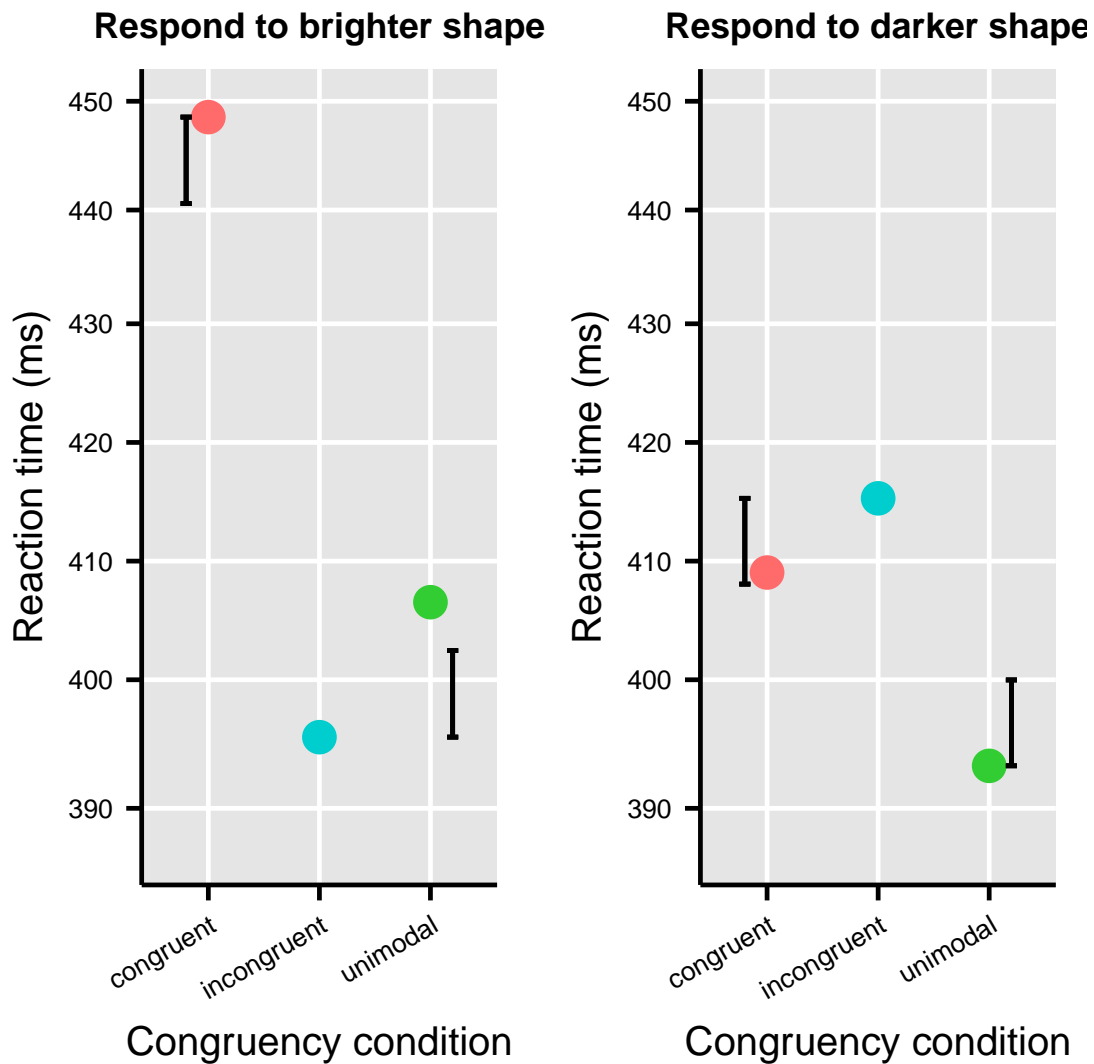 Respond to brighter shape
Reaction time (ms)
450
440
430
420
410
400
390
congruent
incongruent
unimodal
Congruency condition
Respond to darker shape
Reaction time (ms)
450
440
430
420
410
400
390
congruent
incongruent
unimodal
Congruency condition